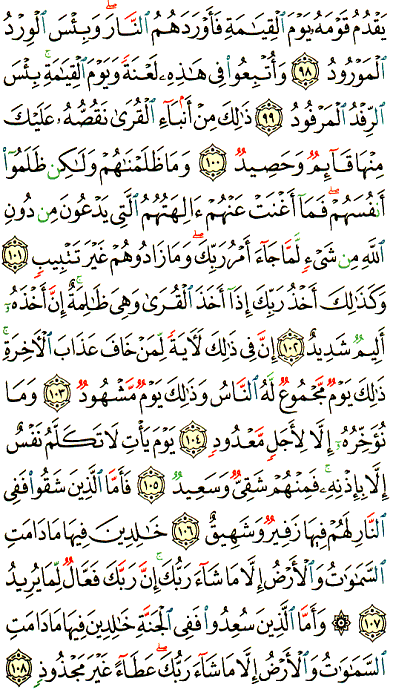 يَقۡدُمُ قَوۡمَهُۥ يَوۡمَ ٱلۡقِيَٰمَةِ فَأَوۡرَدَهُمُ ٱلنَّارَۖ وَبِئۡسَ ٱلۡوِرۡدُ
ٱلۡمَوۡرُودُ ٩٨ وَأُتۡبِعُواْ فِي هَٰذِهِۦ لَعۡنَةٗ وَيَوۡمَ ٱلۡقِيَٰمَةِۚ بِئۡسَ
ٱلرِّفۡدُ ٱلۡمَرۡفُودُ ٩٩ ذَٰلِكَ مِنۡ أَنۢبَآءِ ٱلۡقُرَىٰ نَقُصُّهُۥ عَلَيۡكَۖ
مِنۡهَا قَآئِمٞ وَحَصِيدٞ ١٠٠ وَمَا ظَلَمۡنَٰهُمۡ وَلَٰكِن ظَلَمُوٓاْ
أَنفُسَهُمۡۖ فَمَآ أَغۡنَتۡ عَنۡهُمۡ ءَالِهَتُهُمُ ٱلَّتِي يَدۡعُونَ مِن دُونِ
ٱللَّهِ مِن شَيۡءٖ لَّمَّا جَآءَ أَمۡرُ رَبِّكَۖ وَمَا زَادُوهُمۡ غَيۡرَ تَتۡبِيبٖ ١٠١
وَكَذَٰلِكَ أَخۡذُ رَبِّكَ إِذَآ أَخَذَ ٱلۡقُرَىٰ وَهِيَ ظَٰلِمَةٌۚ إِنَّ أَخۡذَهُۥٓ
أَلِيمٞ شَدِيدٌ ١٠٢ إِنَّ فِي ذَٰلِكَ لَأٓيَةٗ لِّمَنۡ خَافَ عَذَابَ ٱلۡأٓخِرَةِۚ
ذَٰلِكَ يَوۡمٞ مَّجۡمُوعٞ لَّهُ ٱلنَّاسُ وَذَٰلِكَ يَوۡمٞ مَّشۡهُودٞ ١٠٣ وَمَا
نُؤَخِّرُهُۥٓ إِلَّا لِأَجَلٖ مَّعۡدُودٖ ١٠٤ يَوۡمَ يَأۡتِ لَا تَكَلَّمُ نَفۡسٌ
إِلَّا بِإِذۡنِهِۦۚ فَمِنۡهُمۡ شَقِيّٞ وَسَعِيدٞ ١٠٥ فَأَمَّا ٱلَّذِينَ شَقُواْ فَفِي
ٱلنَّارِ لَهُمۡ فِيهَا زَفِيرٞ وَشَهِيقٌ ١٠٦ خَٰلِدِينَ فِيهَا مَا دَامَتِ
ٱلسَّمَٰوَٰتُ وَٱلۡأَرۡضُ إِلَّا مَا شَآءَ رَبُّكَۚ إِنَّ رَبَّكَ فَعَّالٞ لِّمَا يُرِيدُ
١٠٧ ۞ وَأَمَّا ٱلَّذِينَ سُعِدُواْ فَفِي ٱلۡجَنَّةِ خَٰلِدِينَ فِيهَا مَا دَامَتِ
ٱلسَّمَٰوَٰتُ وَٱلۡأَرۡضُ إِلَّا مَا شَآءَ رَبُّكَۖ عَطَآءً غَيۡرَ مَجۡذُوذٖ ١٠٨